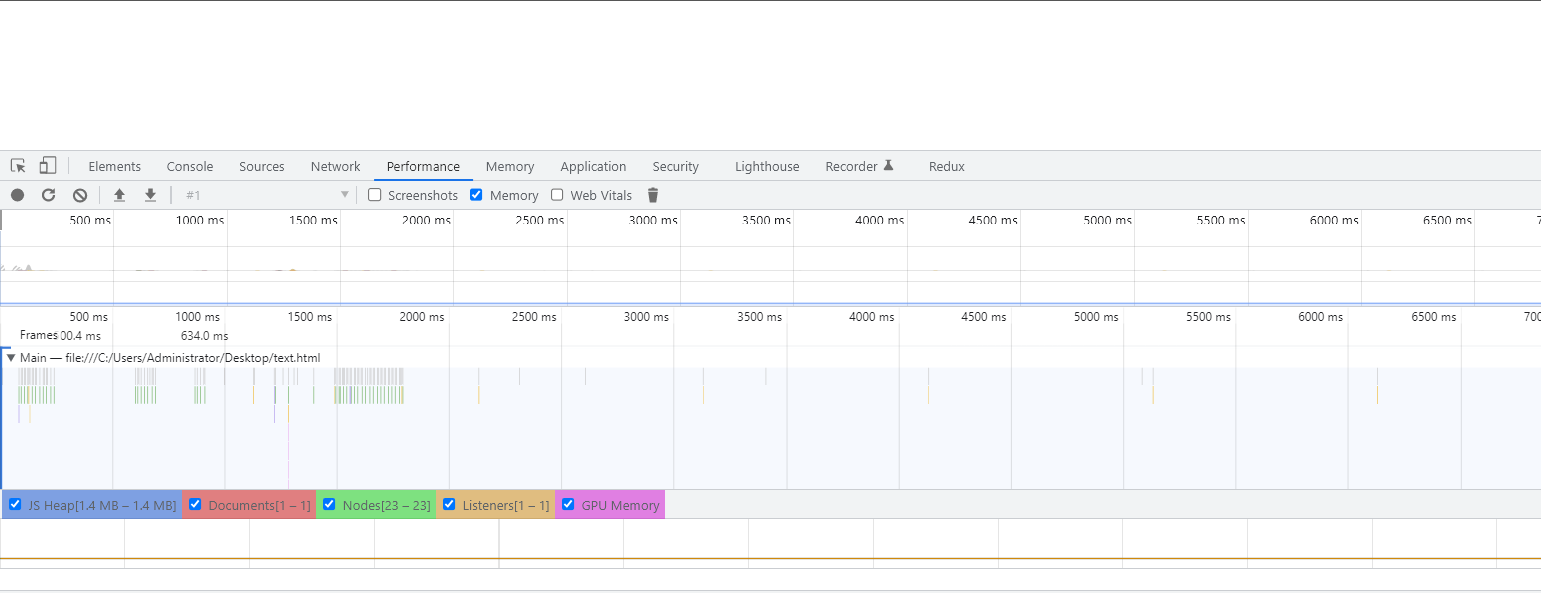 Elements Console Sources Network Performance Memory Application Security Lighthouse Recorder Redux
#1 Screenshots Memory Web Vitals
500 ms 1000 ms 1500 ms 2000 ms 2500 ms 3000 ms 3500 ms 4000 ms 4500 ms 5000 ms 5500 ms 6000 ms 6500 ms 7
500 ms 1000 ms 1500 ms 2000 ms 2500 ms 3000 ms 3500 ms 4000 ms 4500 ms 5000 ms 5500 ms 6000 ms 6500 ms 700
Frames 00.4 ms 634.0 ms
Main — file:///C:/Users/Administrator/Desktop/text.html
JS Heap[1.4 MB – 1.4 MB] Documents[1 – 1] Nodes[23 – 23] Listeners[1 – 1] GPU Memory